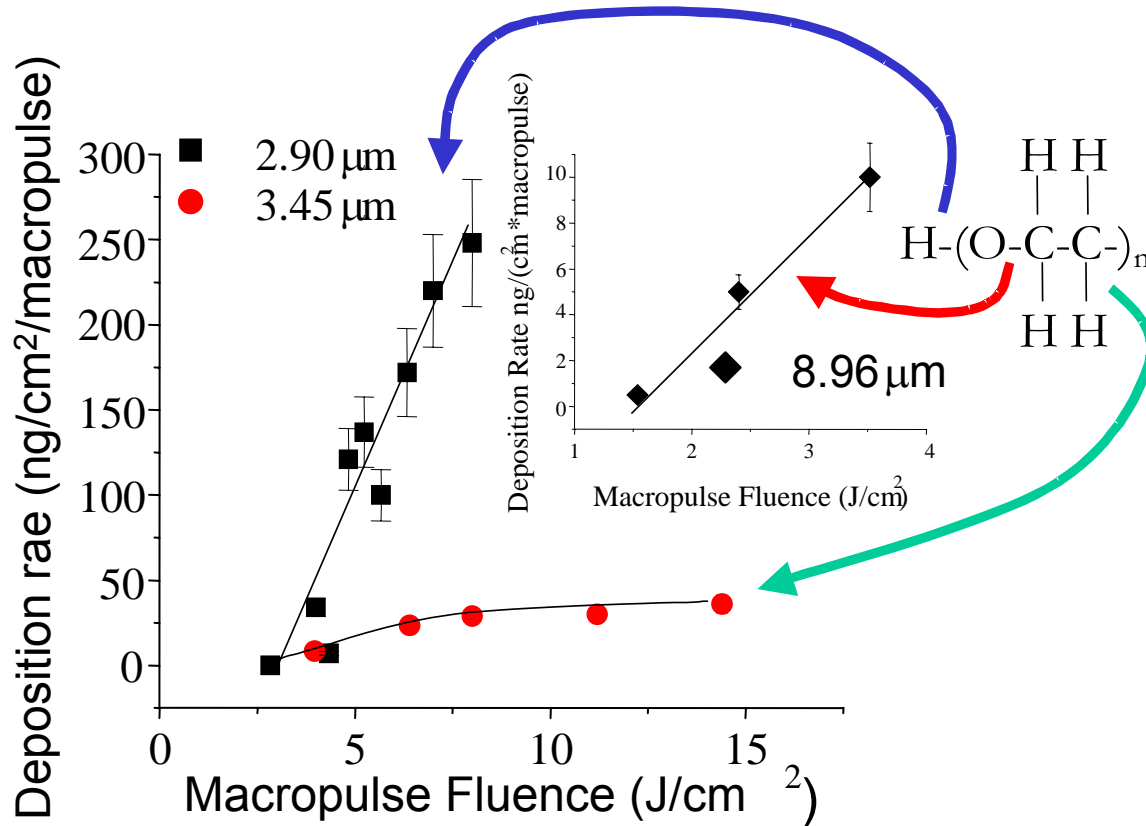 Deposition rae (ng/cm²/macropulse)
2.90 μm
3.45 μm
300
250
200
150
100
50
0
0 5 10 15
Macropulse Fluence (J/cm ²)
Deposition Rate ng/(cm²*macropulse)
10
8
6
4
2
0
1 2 3 4
Macropulse Fluence (J/cm²)
8.96 μm
H H
H-(O-C-C-)n
H H